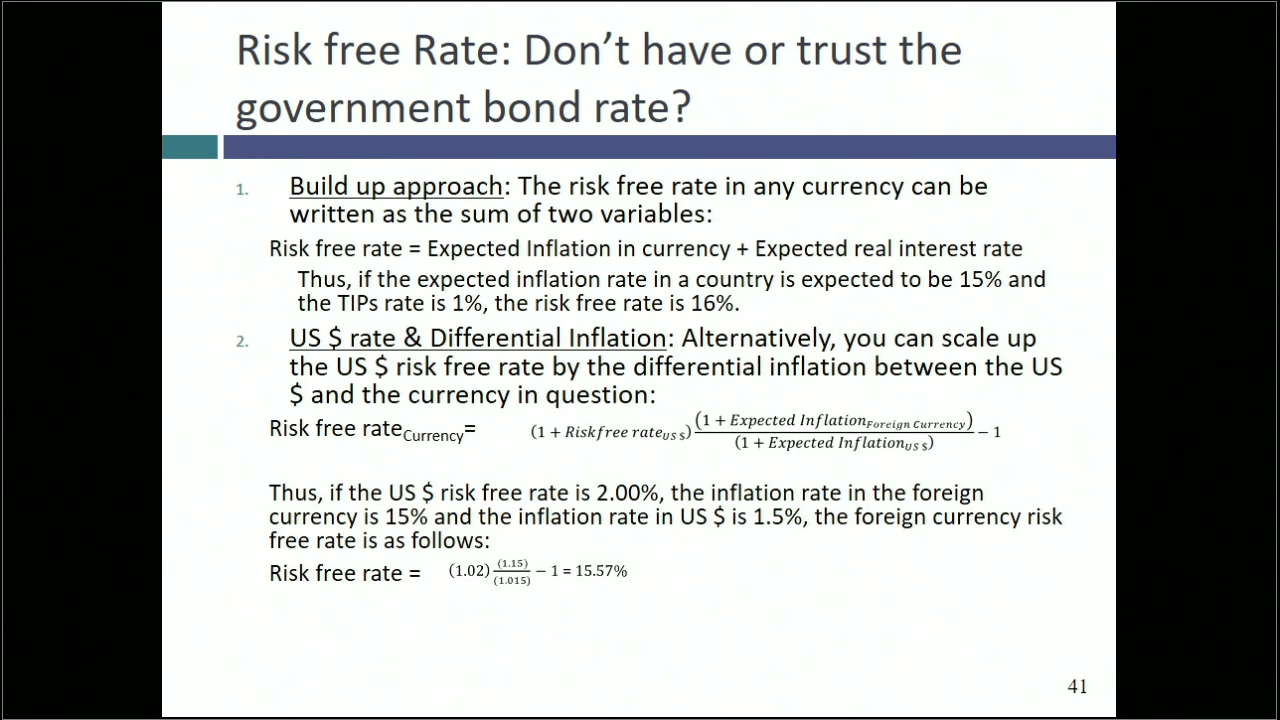 Risk free Rate: Don’t have or trust the
government bond rate?
1. Build up approach: The risk free rate in any currency can be
written as the sum of two variables:
Risk free rate = Expected Inflation in currency + Expected real interest rate
Thus, if the expected inflation rate in a country is expected to be 15% and
the TIPs rate is 1%, the risk free rate is 16%.
2. US $ rate & Differential Inflation: Alternatively, you can scale up
the US $ risk free rate by the differential inflation between the US
$ and the currency in question:
Risk free rate_Currency= (1 + Riskfree rate_US $) (1 + Expected Inflation_Foreign Currency)/(1 + Expected Inflation_US $) − 1
Thus, if the US $ risk free rate is 2.00%, the inflation rate in the foreign
currency is 15% and the inflation rate in US $ is 1.5%, the foreign currency risk
free rate is as follows:
Risk free rate = (1.02) (1.15)/(1.015) − 1 = 15.57%
41